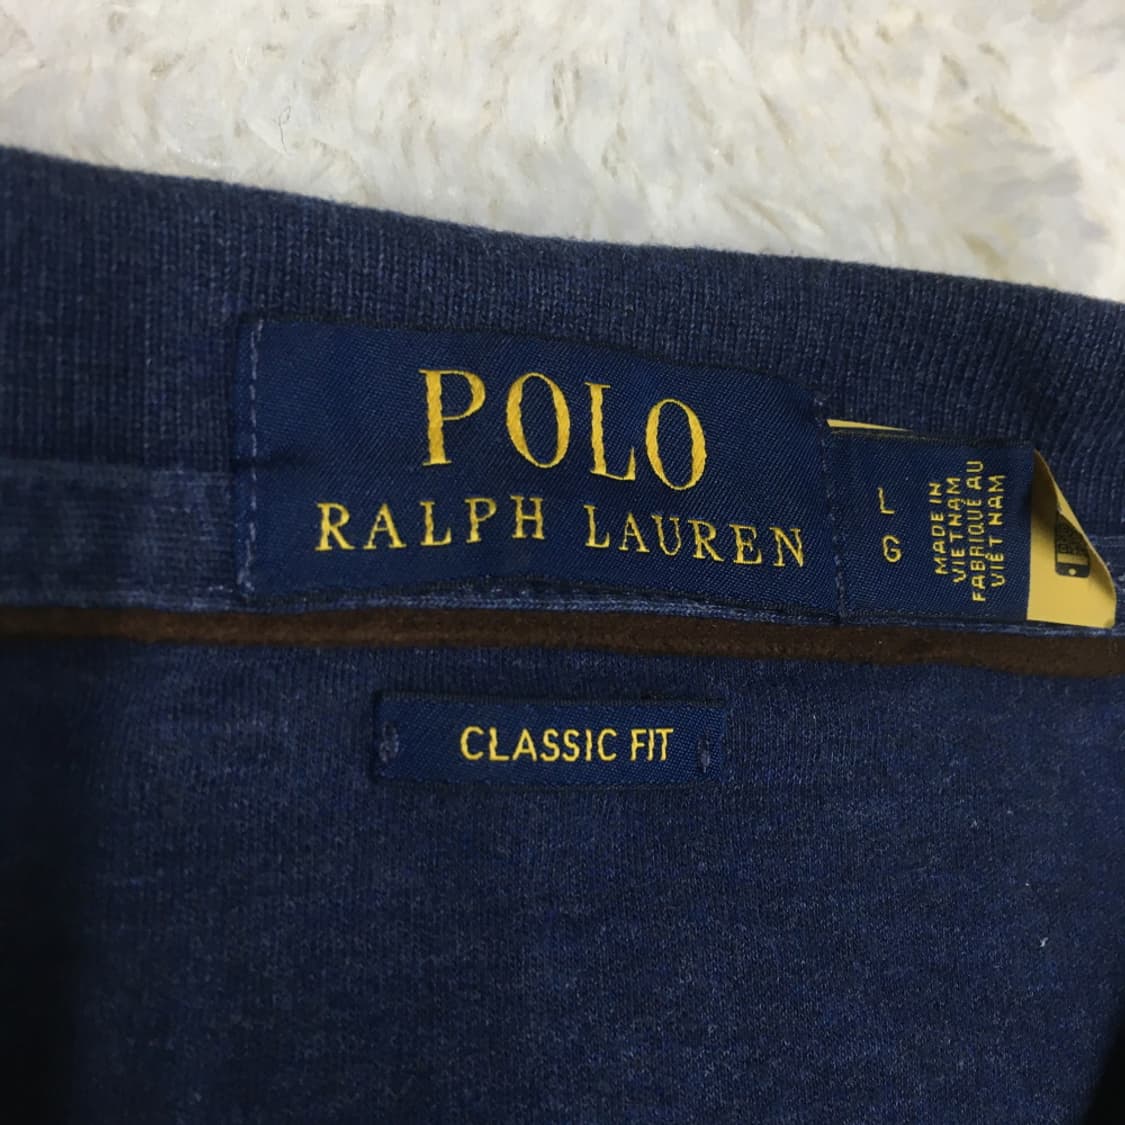 POLO
RALPH LAUREN
L
G
MADE IN
VIETNAM
FABRIQUÉ AU
VIÊT NAM
CLASSIC FIT